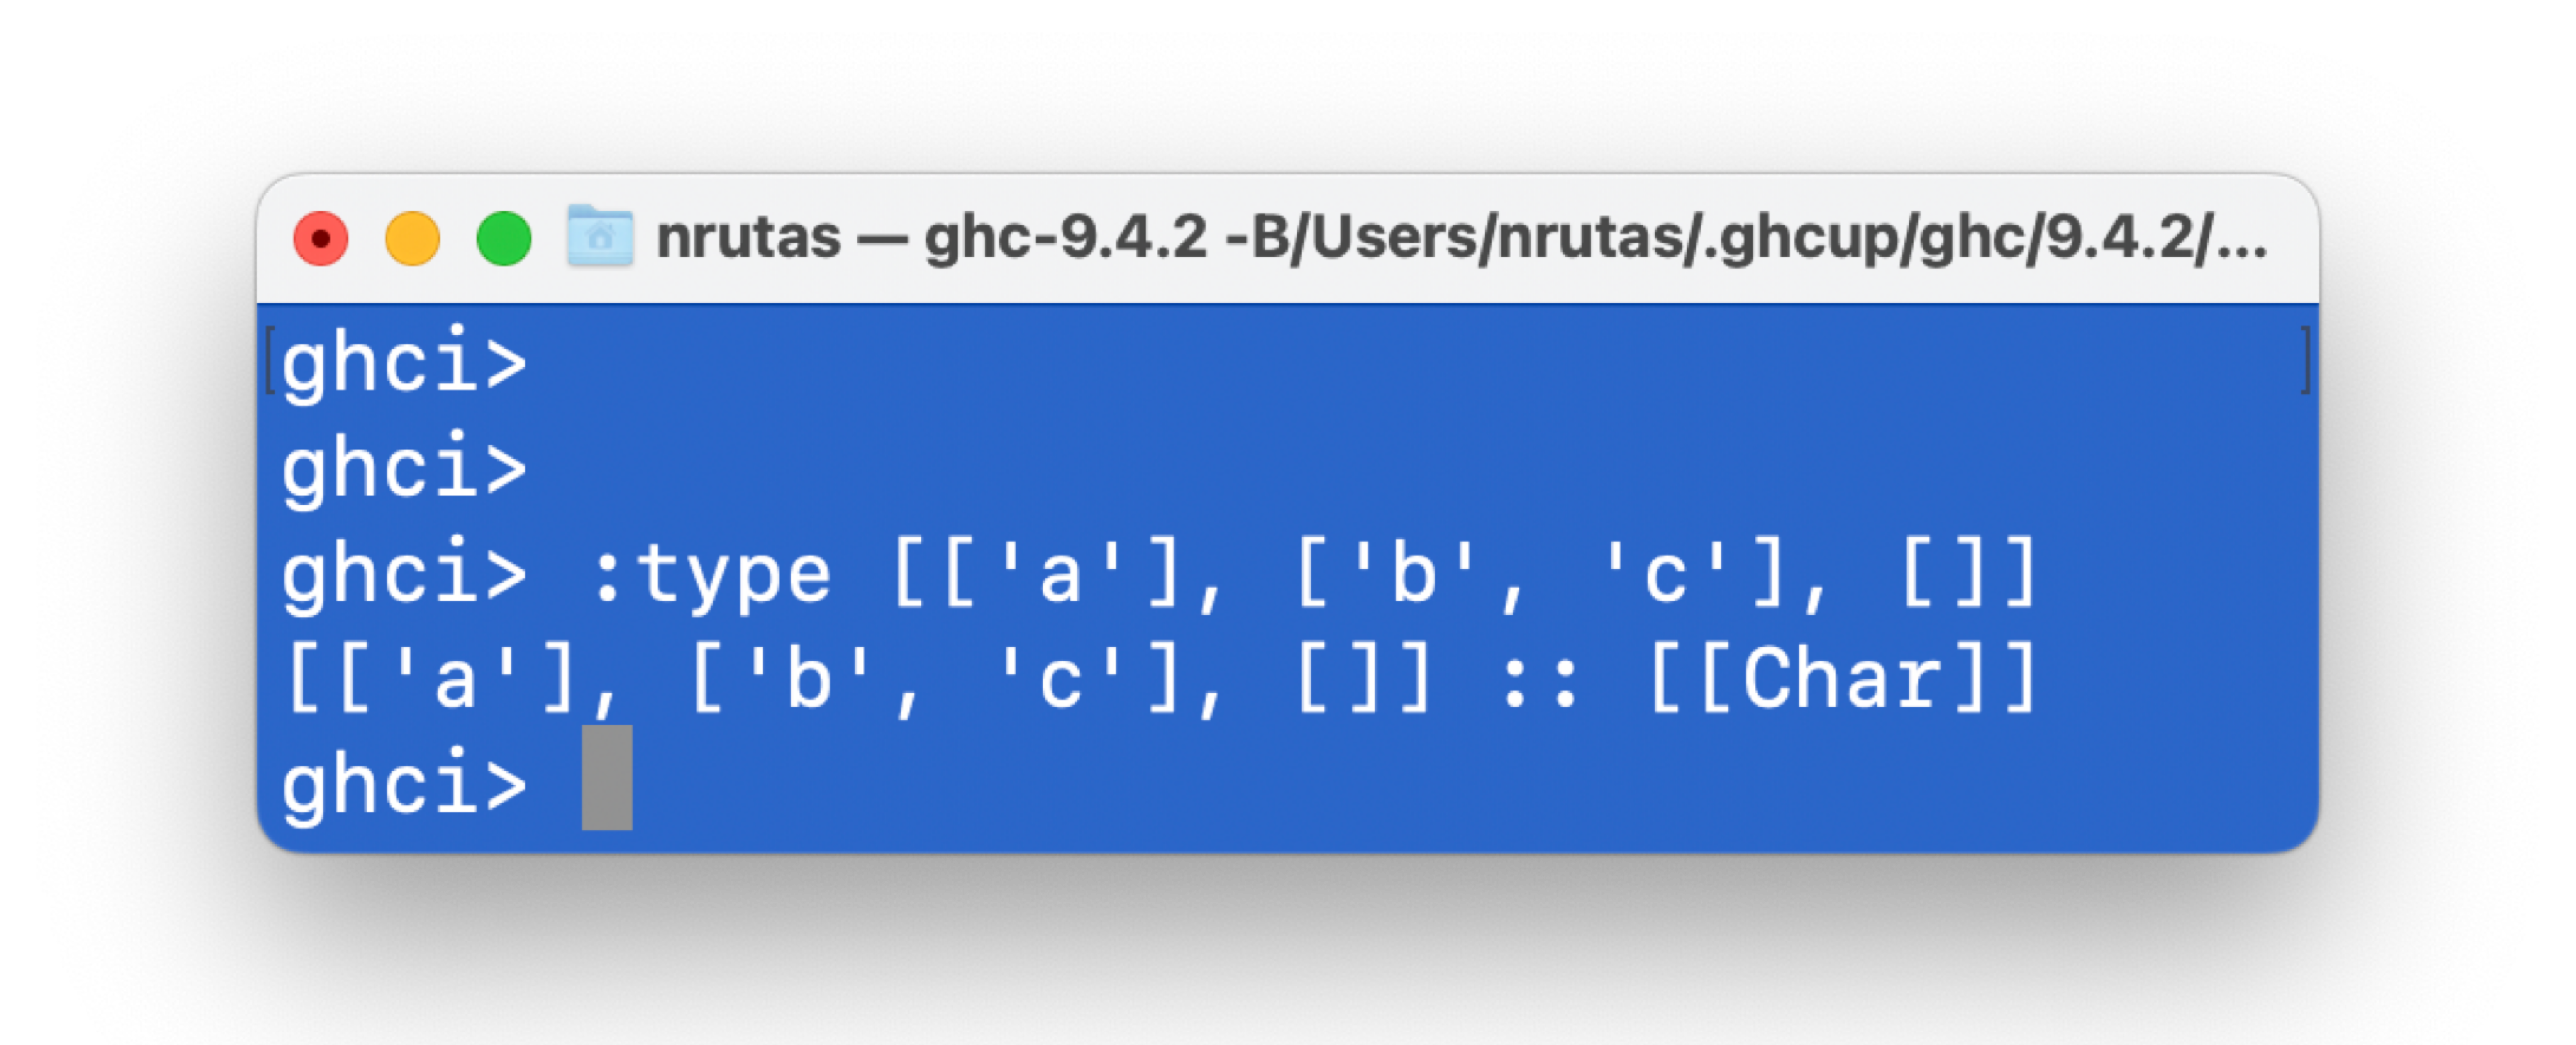 nrutas — ghc-9.4.2 -B/Users/nrutas/.ghcup/ghc/9.4.2/...
[ghci> ]
ghci>
ghci> :type [['a'], ['b', 'c'], []]
[['a'], ['b', 'c'], []] :: [[Char]]
ghci>